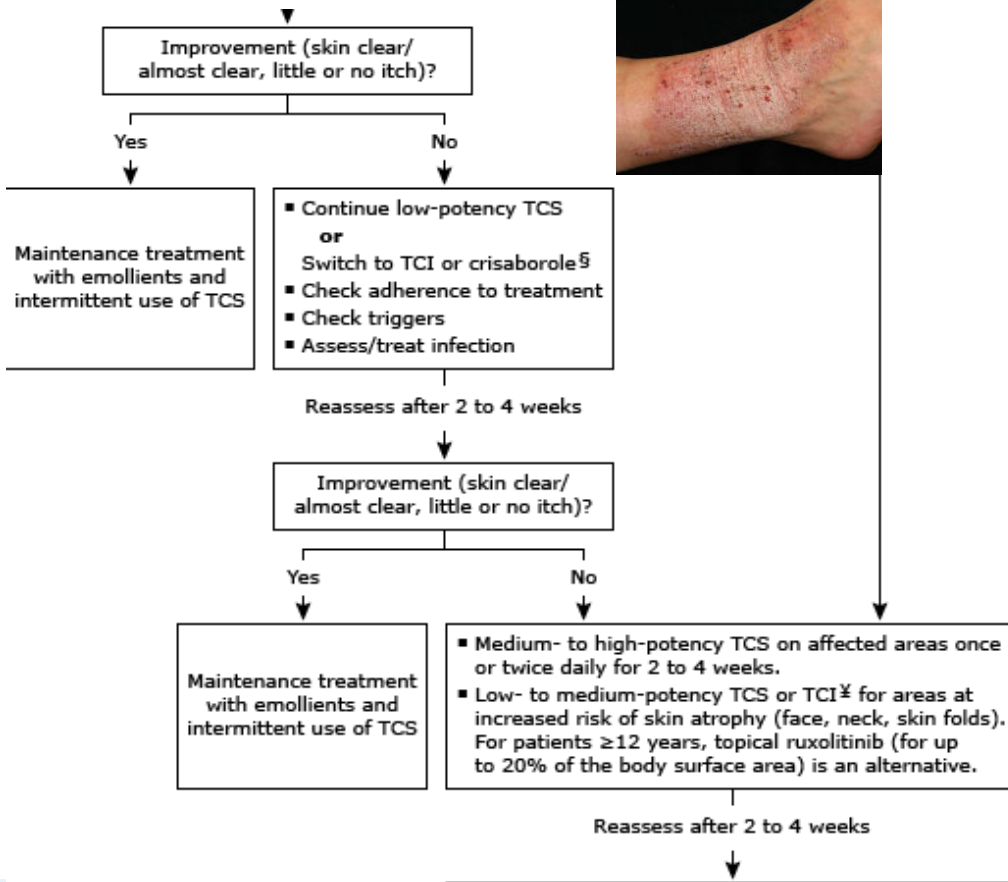 Improvement (skin clear/
almost clear, little or no itch)?
Yes
No
Maintenance treatment
with emollients and
intermittent use of TCS
▪ Continue low-potency TCS
or
Switch to TCI or crisaborole§
▪ Check adherence to treatment
▪ Check triggers
▪ Assess/treat infection
Reassess after 2 to 4 weeks
Improvement (skin clear/
almost clear, little or no itch)?
Yes
No
Maintenance treatment
with emollients and
intermittent use of TCS
▪ Medium- to high-potency TCS on affected areas once
or twice daily for 2 to 4 weeks.
▪ Low- to medium-potency TCS or TCI¥ for areas at
increased risk of skin atrophy (face, neck, skin folds).
For patients ≥12 years, topical ruxolitinib (for up
to 20% of the body surface area) is an alternative.
Reassess after 2 to 4 weeks